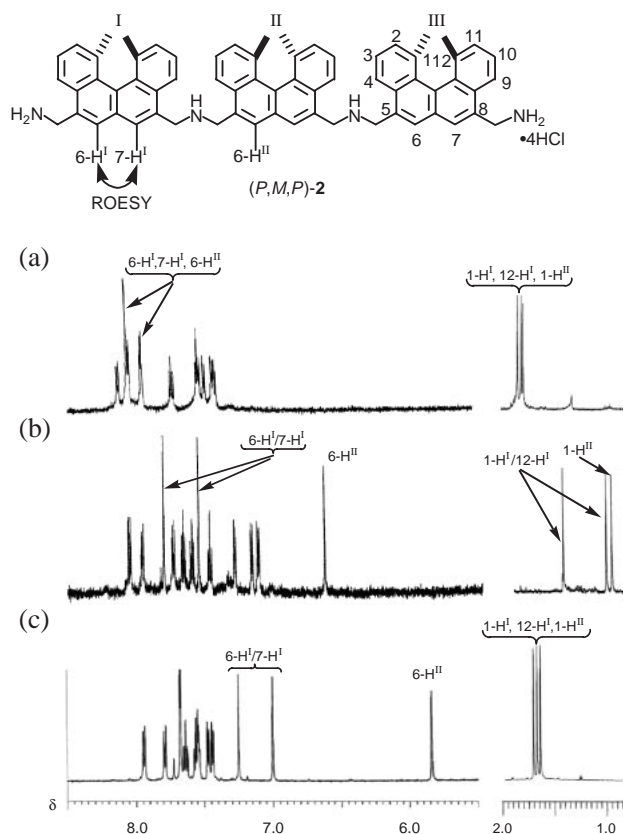 I II III
2 11
3 1 12 10
4 9
H₂N NH NH 5 8 NH₂
6 7
•4HCl
6-Hᴵ 7-Hᴵ 6-Hᴵᴵ
ROESY
(P,M,P)-2
(a)
6-Hᴵ,7-Hᴵ, 6-Hᴵᴵ
1-Hᴵ, 12-Hᴵ, 1-Hᴵᴵ
(b)
6-Hᴵ/7-Hᴵ
6-Hᴵᴵ
1-Hᴵ/12-Hᴵ
1-Hᴵᴵ
(c)
6-Hᴵ/7-Hᴵ
6-Hᴵᴵ
1-Hᴵ, 12-Hᴵ,1-Hᴵᴵ
δ 8.0 7.0 6.0 2.0 1.0